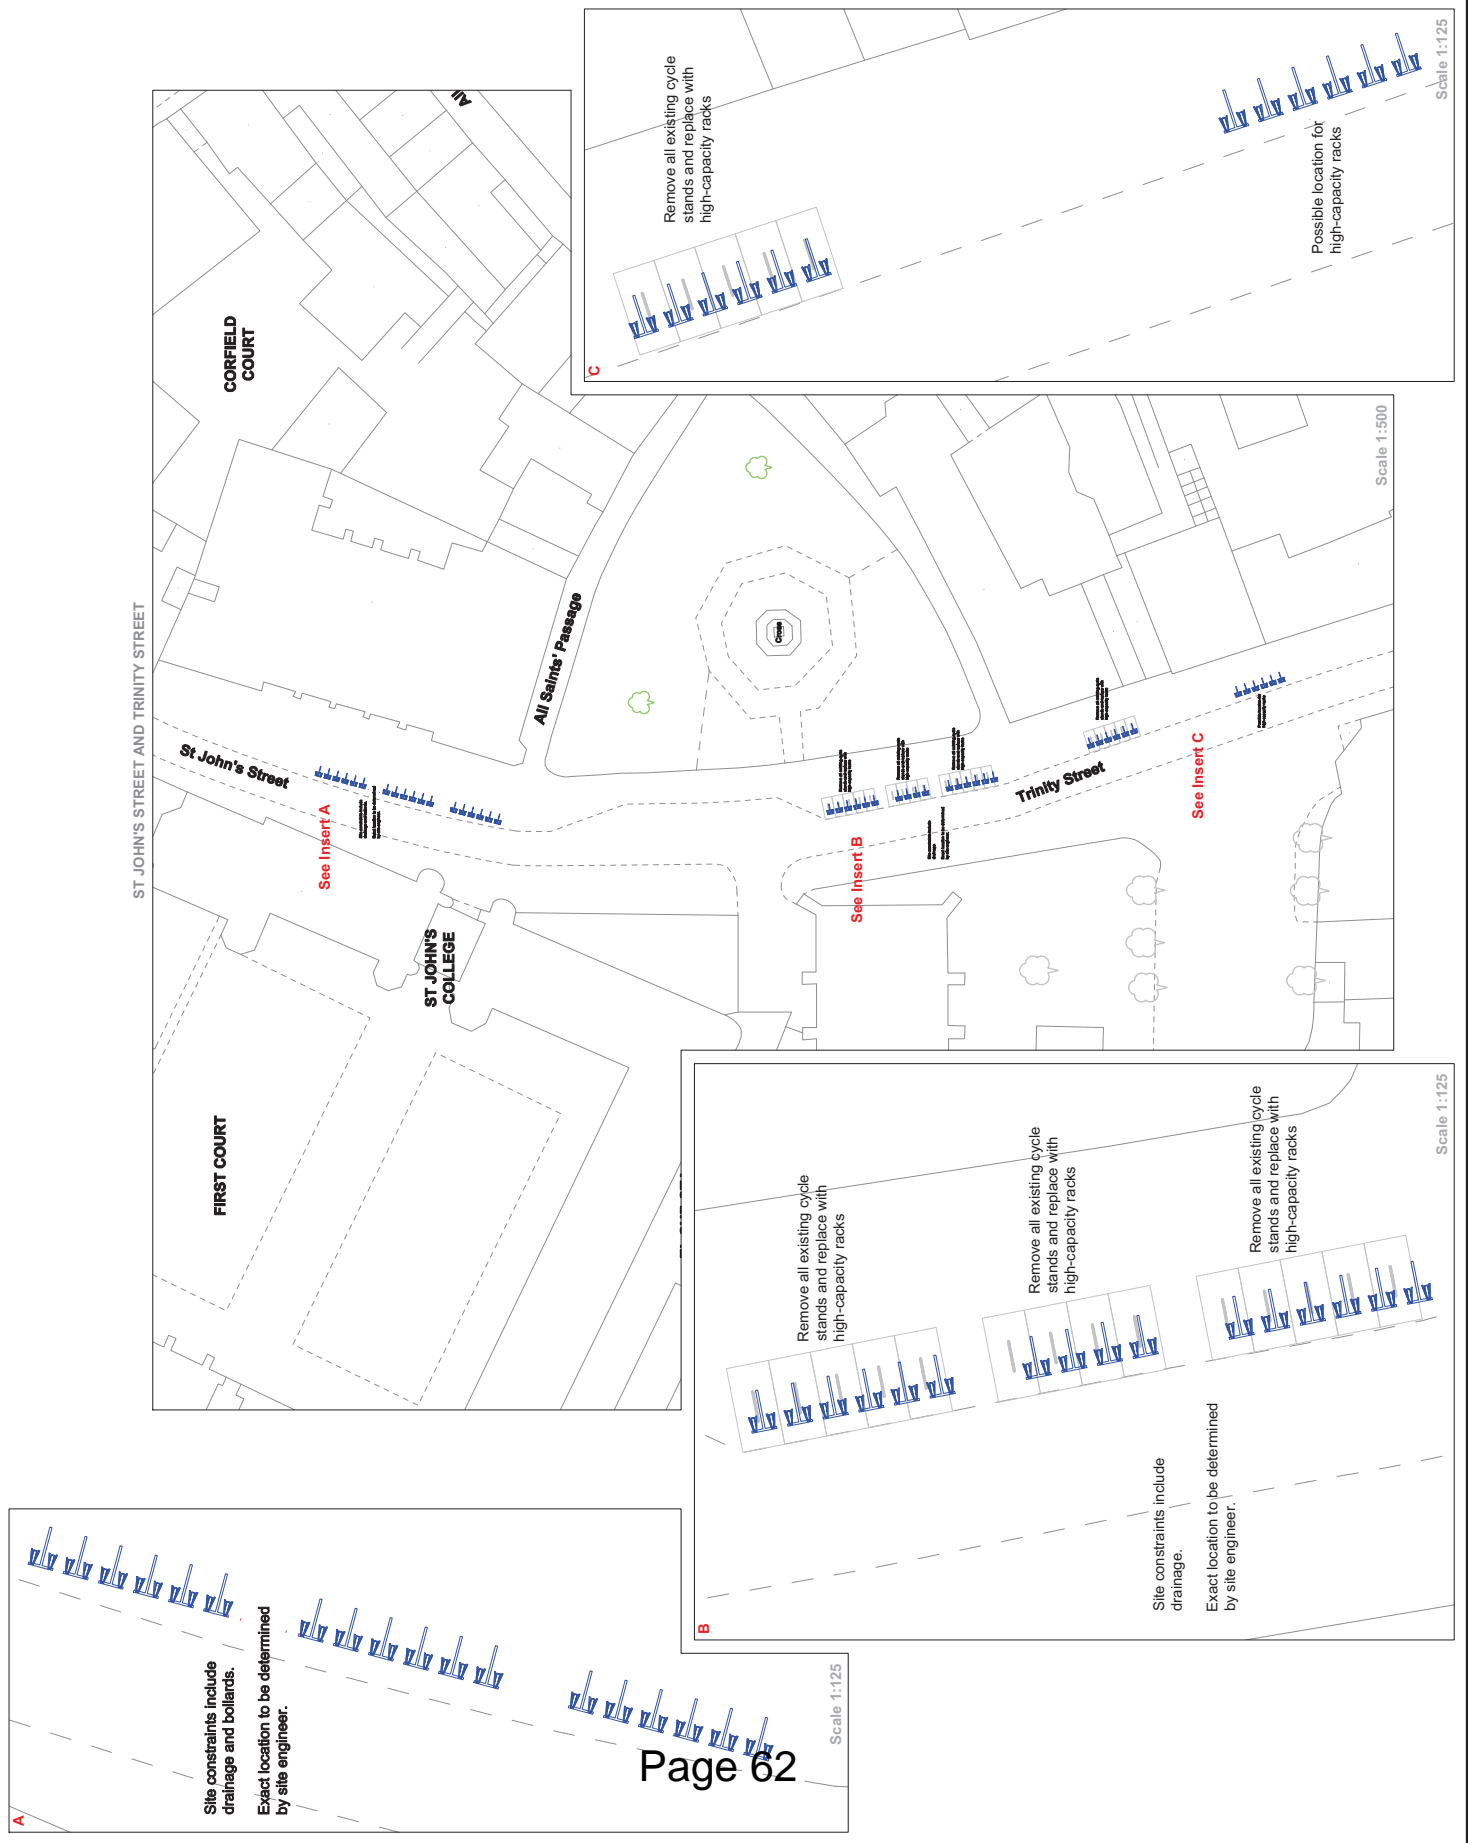 ST JOHN'S STREET AND TRINITY STREET
CORFIELD
COURT
All
St John's Street
All Saints' Passage
Cross
Trinity Street
See Insert A
See Insert B
See Insert C
ST JOHN'S
COLLEGE
FIRST COURT
Scale 1:500
A
Site constraints include
drainage and bollards.
Exact location to be determined
by site engineer.
Scale 1:125
B
Remove all existing cycle
stands and replace with
high-capacity racks
Remove all existing cycle
stands and replace with
high-capacity racks
Remove all existing cycle
stands and replace with
high-capacity racks
Site constraints include
drainage.
Exact location to be determined
by site engineer.
Scale 1:125
C
Remove all existing cycle
stands and replace with
high-capacity racks
Possible location for
high-capacity racks
Scale 1:125
Page 62